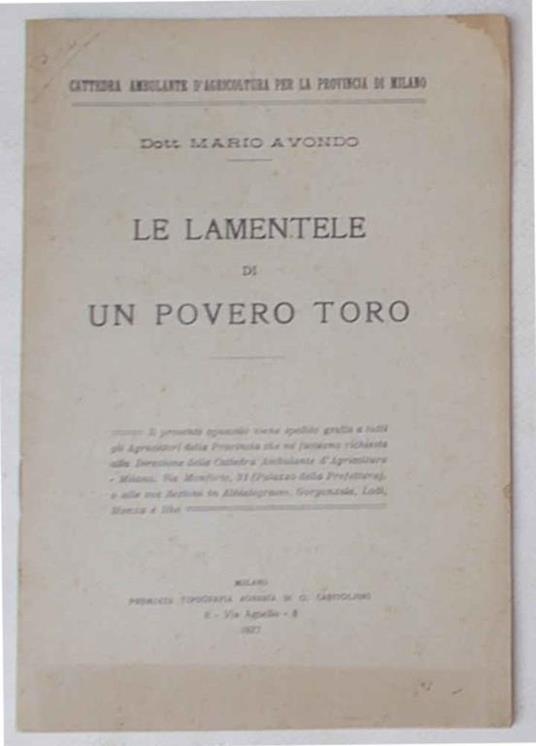 CATTEDRA AMBULANTE D'AGRICOLTURA PER LA PROVINCIA DI MILANO
Dott. MARIO AVONDO
LE LAMENTELE
DI
UN POVERO TORO
Il presente opuscolo viene spedito gratis a tutti
gli Agricoltori della Provincia che ne facciano richiesta
alla Direzione della Cattedra Ambulante d'Agricoltura
- Milano, Via Monforte, 31 (Palazzo della Prefettura),
o alle sue Sezioni in Abbiategrasso, Gorgonzola, Lodi,
Monza e
MILANO
PREMIATA TIPOGRAFIA AGRARIA DI
- Via Agnello - 8
1927